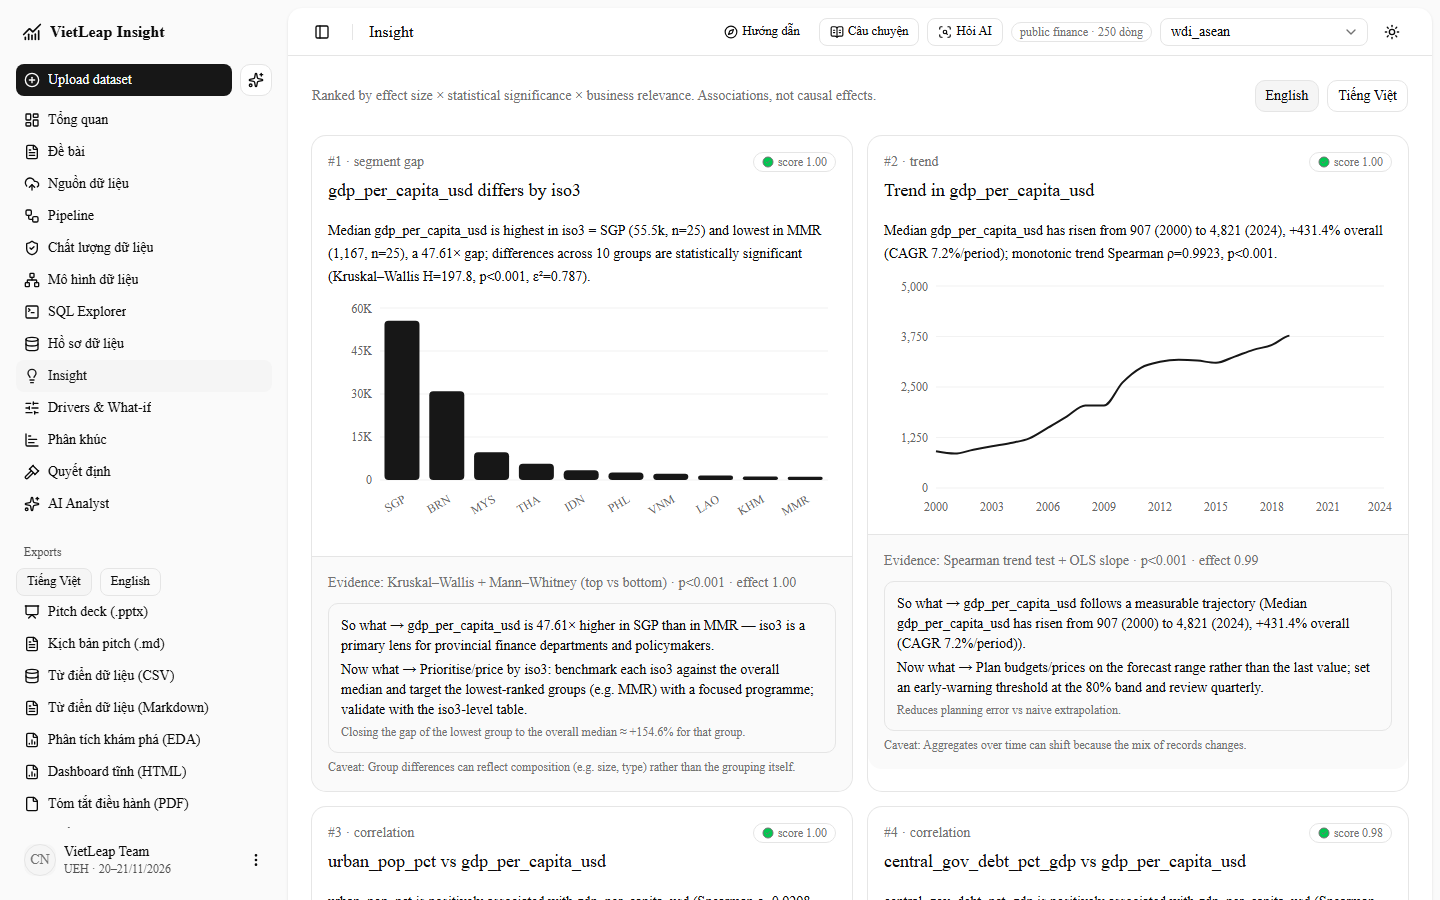 VietLeap Insight
Upload dataset
Tổng quan
Đề bài
Nguồn dữ liệu
Pipeline
Chất lượng dữ liệu
Mô hình dữ liệu
SQL Explorer
Hồ sơ dữ liệu
Insight
Drivers & What-if
Phân khúc
Quyết định
AI Analyst
Exports
Tiếng Việt
English
Pitch deck (.pptx)
Kịch bản pitch (.md)
Từ điển dữ liệu (CSV)
Từ điển dữ liệu (Markdown)
Phân tích khám phá (EDA)
Dashboard tĩnh (HTML)
Tóm tắt điều hành (PDF)
CN
VietLeap Team
UEH · 20–21/11/2026
Insight
Hướng dẫn
Câu chuyện
Hỏi AI
public finance · 250 dòng
wdi_asean
Ranked by effect size × statistical significance × business relevance. Associations, not causal effects.
English
Tiếng Việt
#1 · segment gap
score 1.00
gdp_per_capita_usd differs by iso3
Median gdp_per_capita_usd is highest in iso3 = SGP (55.5k, n=25) and lowest in MMR
(1,167, n=25), a 47.61× gap; differences across 10 groups are statistically significant
(Kruskal–Wallis H=197.8, p<0.001, ε²=0.787).
60K
45K
30K
15K
0
SGP
BRN
MYS
THA
IDN
PHL
VNM
LAO
KHM
MMR
Evidence: Kruskal–Wallis + Mann–Whitney (top vs bottom) · p<0.001 · effect 1.00
So what → gdp_per_capita_usd is 47.61× higher in SGP than in MMR — iso3 is a
primary lens for provincial finance departments and policymakers.
Now what → Prioritise/price by iso3: benchmark each iso3 against the overall
median and target the lowest-ranked groups (e.g. MMR) with a focused programme;
validate with the iso3-level table.
Closing the gap of the lowest group to the overall median ≈ +154.6% for that group.
Caveat: Group differences can reflect composition (e.g. size, type) rather than the grouping itself.
#2 · trend
score 1.00
Trend in gdp_per_capita_usd
Median gdp_per_capita_usd has risen from 907 (2000) to 4,821 (2024), +431.4% overall
(CAGR 7.2%/period); monotonic trend Spearman ρ=0.9923, p<0.001.
5,000
3,750
2,500
1,250
0
2000
2003
2006
2009
2012
2015
2018
2021
2024
Evidence: Spearman trend test + OLS slope · p<0.001 · effect 0.99
So what → gdp_per_capita_usd follows a measurable trajectory (Median
gdp_per_capita_usd has risen from 907 (2000) to 4,821 (2024), +431.4% overall
(CAGR 7.2%/period)).
Now what → Plan budgets/prices on the forecast range rather than the last value; set
an early-warning threshold at the 80% band and review quarterly.
Reduces planning error vs naive extrapolation.
Caveat: Aggregates over time can shift because the mix of records changes.
#3 · correlation
score 1.00
urban_pop_pct vs gdp_per_capita_usd
#4 · correlation
score 0.98
central_gov_debt_pct_gdp vs gdp_per_capita_usd